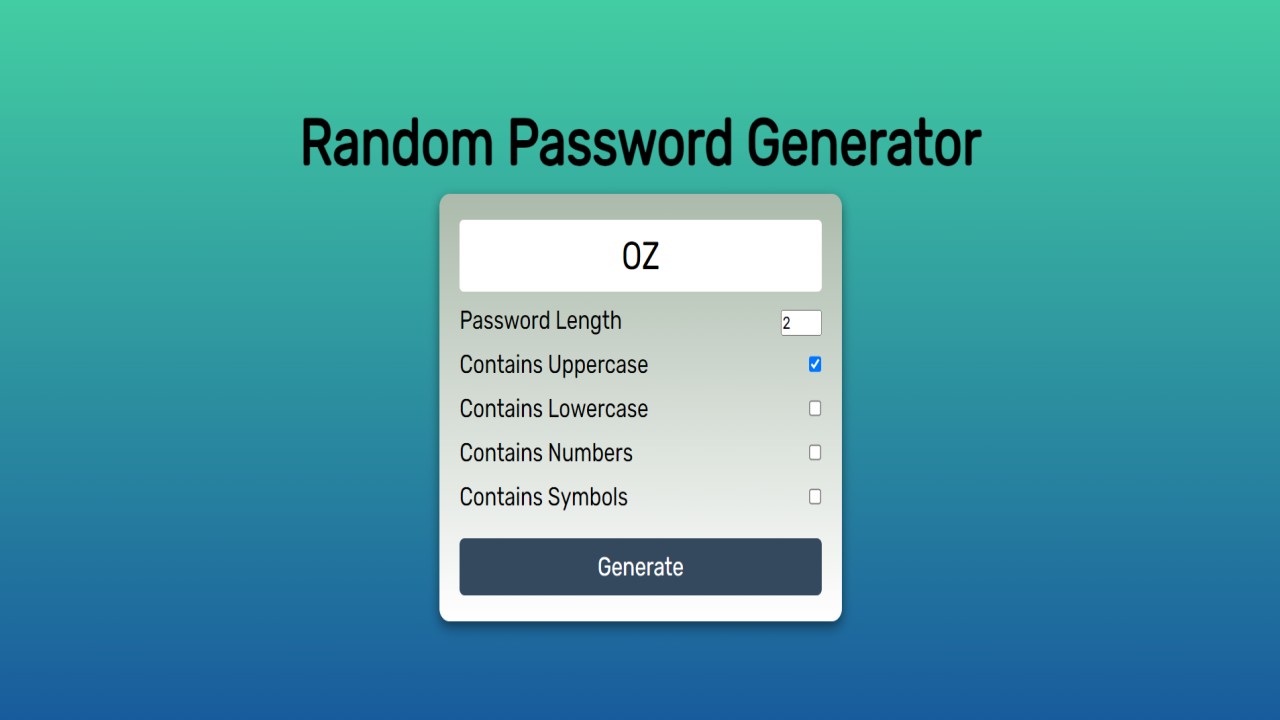 Random Password Generator
OZ
Password Length 2
Contains Uppercase
Contains Lowercase
Contains Numbers
Contains Symbols
Generate